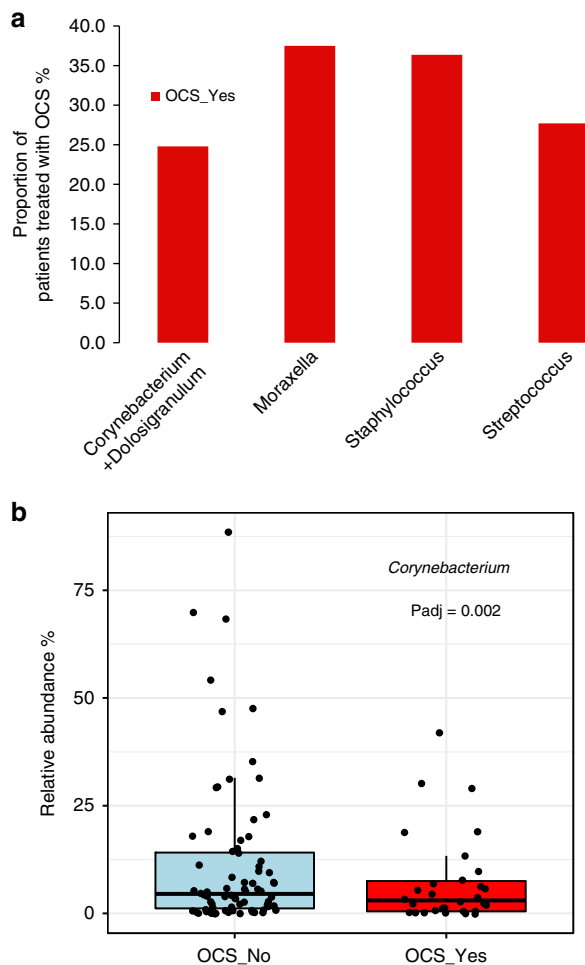 a
Proportion of
patients treated with OCS %
40.0
35.0
30.0
25.0
20.0
15.0
10.0
5.0
0.0
OCS_Yes
Corynebacterium
+Dolosigranulum
Moraxella
Staphylococcus
Streptococcus
b
Relative abundance %
75
50
25
0
Corynebacterium
Padj = 0.002
OCS_No
OCS_Yes